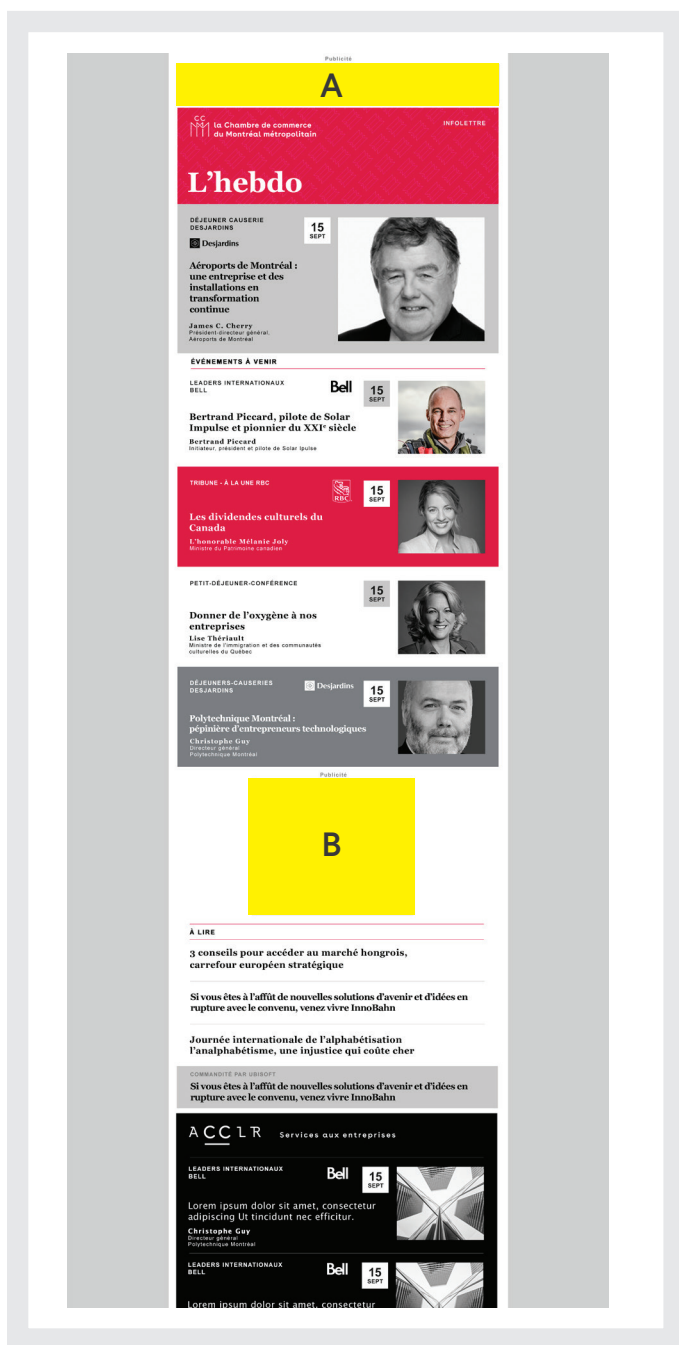 Publicité
A
CC
la Chambre de commerce
du Montréal métropolitain
INFOLETTRE
L'hebdo
DÉJEUNER CAUSERIE
DESJARDINS
Desjardins
15
SEPT
Aéroports de Montréal :
une entreprise et des
installations en
transformation
continue
James C. Cherry
Président-directeur général,
Aéroports de Montréal
ÉVÉNEMENTS À VENIR
LEADERS INTERNATIONAUX
BELL
Bell
15
SEPT
Bertrand Piccard, pilote de Solar
Impulse et pionnier du XXIe siècle
Bertrand Piccard
Initiateur, président et pilote de Solar Ipulse
TRIBUNE - À LA UNE RBC
RBC
15
SEPT
Les dividendes culturels du
Canada
L'honorable Mélanie Joly
Ministre du Patrimoine canadien
PETIT-DÉJEUNER-CONFÉRENCE
15
SEPT
Donner de l'oxygène à nos
entreprises
Lise Thériault
Ministre de l'immigration et des communautés
culturelles du Québec
DÉJEUNERS-CAUSERIES
DESJARDINS
Desjardins
15
SEPT
Polytechnique Montréal :
pépinière d'entrepreneurs technologiques
Christophe Guy
Directeur général
Polytechnique Montréal
Publicité
B
À LIRE
3 conseils pour accéder au marché hongrois,
carrefour européen stratégique
Si vous êtes à l'affût de nouvelles solutions d'avenir et d'idées en
rupture avec le convenu, venez vivre InnoBahn
Journée internationale de l'alphabétisation
l'analphabétisme, une injustice qui coûte cher
COMMANDITÉ PAR UBISOFT
Si vous êtes à l'affût de nouvelles solutions d'avenir et d'idées en
rupture avec le convenu, venez vivre InnoBahn
ACCLR Services aux entreprises
LEADERS INTERNATIONAUX
BELL
Bell
15
SEPT
Lorem ipsum dolor sit amet, consectetur
adipiscing Ut tincidunt nec efficitur.
Christophe Guy
Directeur général
Polytechnique Montréal
LEADERS INTERNATIONAUX
BELL
Bell
15
SEPT
Lorem ipsum dolor sit amet, consectetur